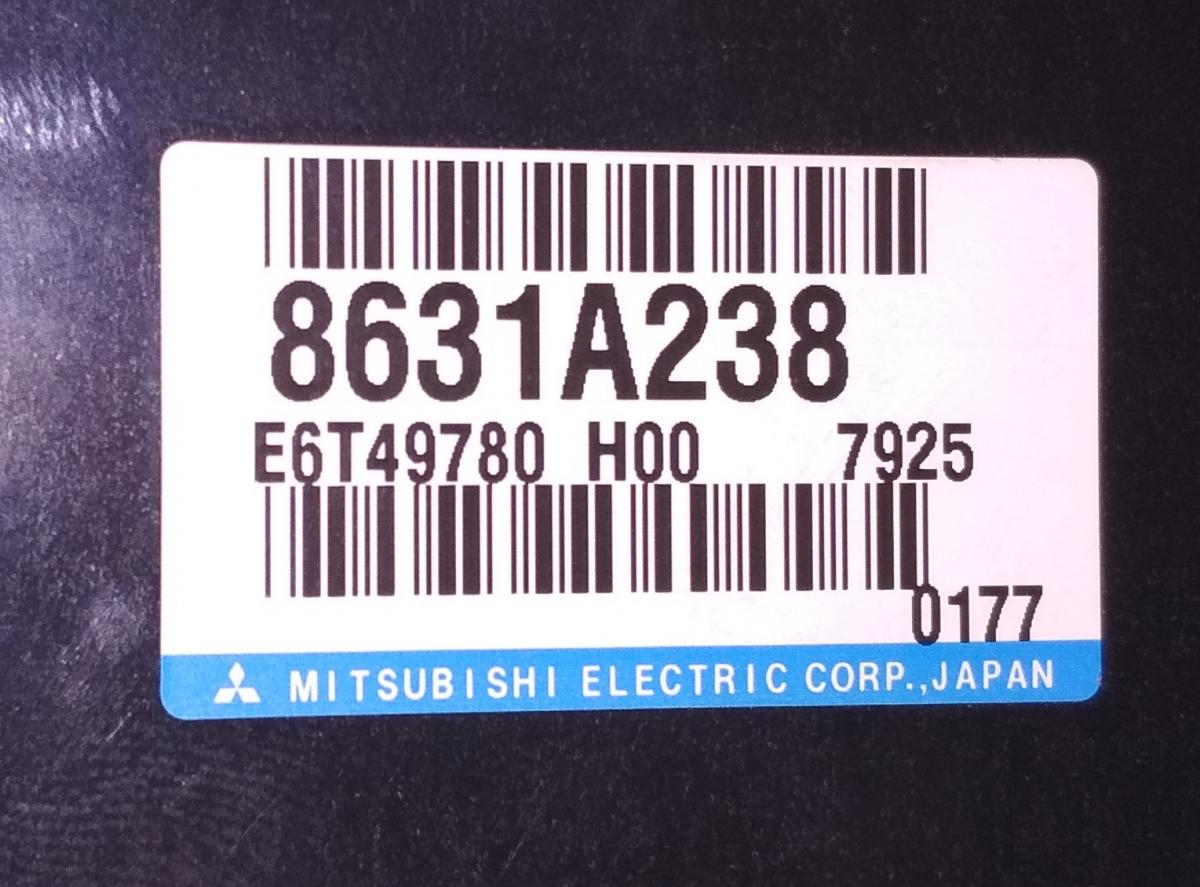 8631A238
E6T49780 H00 7925
0177
MITSUBISHI ELECTRIC CORP.,JAPAN